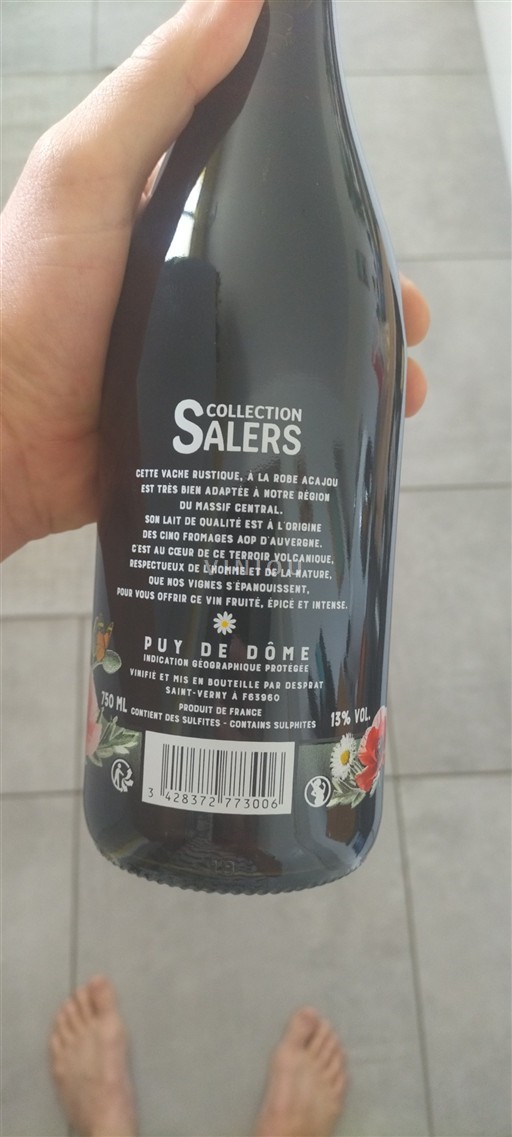 COLLECTION
SALERS
CETTE VACHE RUSTIQUE, À LA ROBE ACAJOU
EST TRÈS BIEN ADAPTÉE À NOTRE RÉGION
DU MASSIF CENTRAL.
SON LAIT DE QUALITÉ EST À L'ORIGINE
DES CINQ FROMAGES AOP D'AUVERGNE.
C'EST AU CŒUR DE CE TERROIR VOLCANIQUE,
RESPECTUEUX DE L'HOMME ET DE LA NATURE,
QUE NOS VIGNES S'ÉPANOUISSENT,
POUR VOUS OFFRIR CE VIN FRUITÉ, ÉPICÉ ET INTENSE.
VINIOU
PUY DE DÔME
INDICATION GÉOGRAPHIQUE PROTÉGÉE
VINIFIÉ ET MIS EN BOUTEILLE PAR DESPRAT
SAINT-VERNY À F63960
PRODUIT DE FRANCE
750 ML
CONTIENT DES SULFITES - CONTAINS SULPHITES
13% VOL.
3 428372 773006